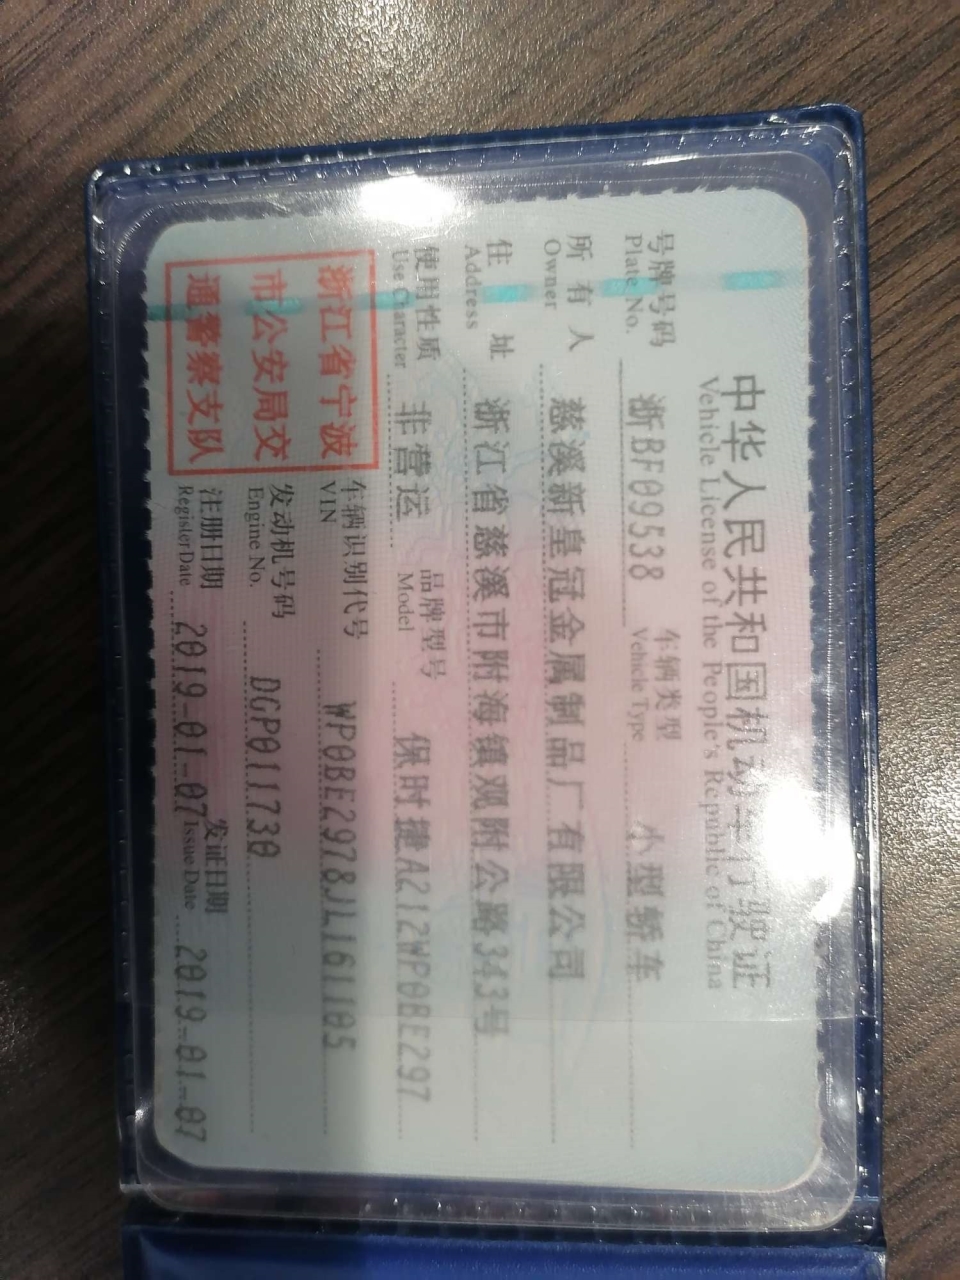 中华人民共和国机动车行驶证
Vehicle License of the People's Republic of China
号牌号码 浙BF09538 车辆类型 小型轿车
Plate No. Vehicle Type
所有人 慈溪新皇冠金属制品厂有限公司
Owner
住址 浙江省慈溪市附海镇观附公路343号
Address
使用性质 非营运 品牌型号 保时捷A212WP0BE297
Use Character Model
浙江省宁波
市公安局交
通警察支队
车辆识别代号 WP0BE2978JL161105
VIN
发动机号码 DGP011730
Engine No.
注册日期 2019-01-07 发证日期 2019-01-07
Register Date Issue Date